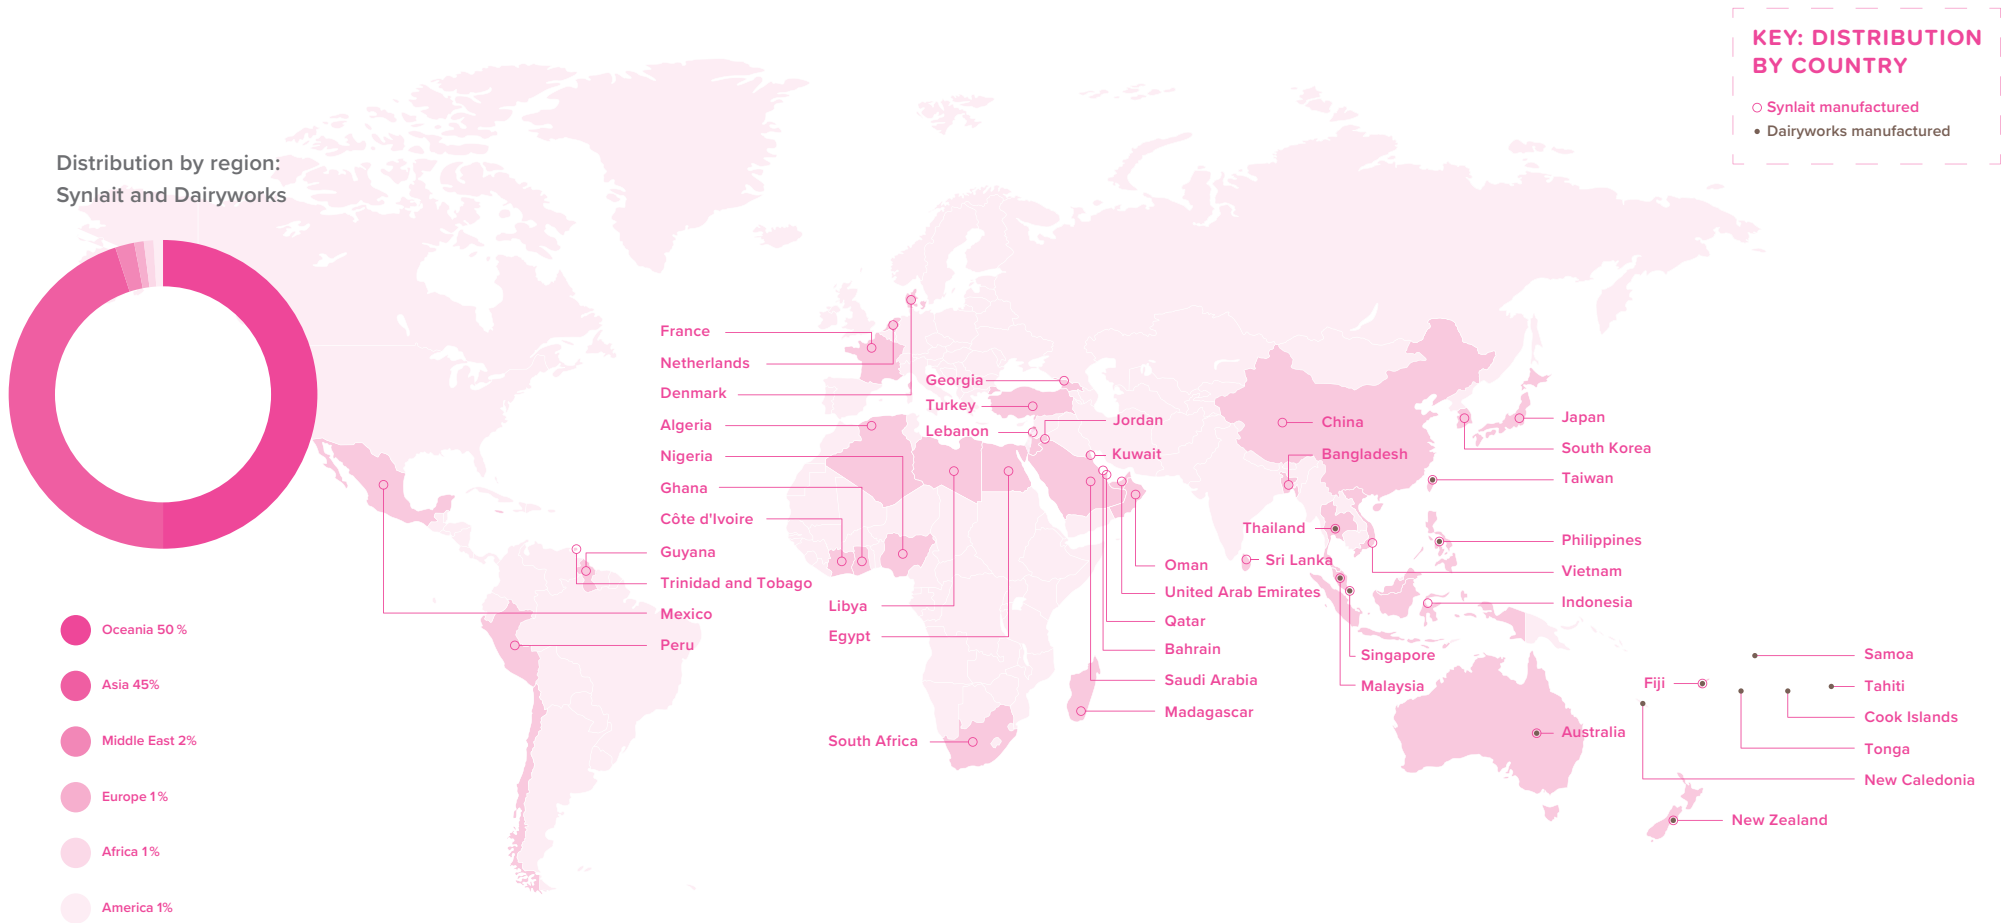 KEY: DISTRIBUTION
BY COUNTRY
Synlait manufactured
Dairyworks manufactured
Distribution by region:
Synlait and Dairyworks
Oceania 50 %
Asia 45%
Middle East 2%
Europe 1 %
Africa 1 %
America 1%
France
Netherlands
Denmark
Algeria
Nigeria
Ghana
Côte d'Ivoire
Guyana
Trinidad and Tobago
Mexico
Peru
Georgia
Turkey
Lebanon
Jordan
Kuwait
Libya
Egypt
South Africa
Oman
United Arab Emirates
Qatar
Bahrain
Saudi Arabia
Madagascar
China
Bangladesh
Thailand
Sri Lanka
Singapore
Malaysia
Japan
South Korea
Taiwan
Philippines
Vietnam
Indonesia
Australia
Fiji
Samoa
Tahiti
Cook Islands
Tonga
New Caledonia
New Zealand